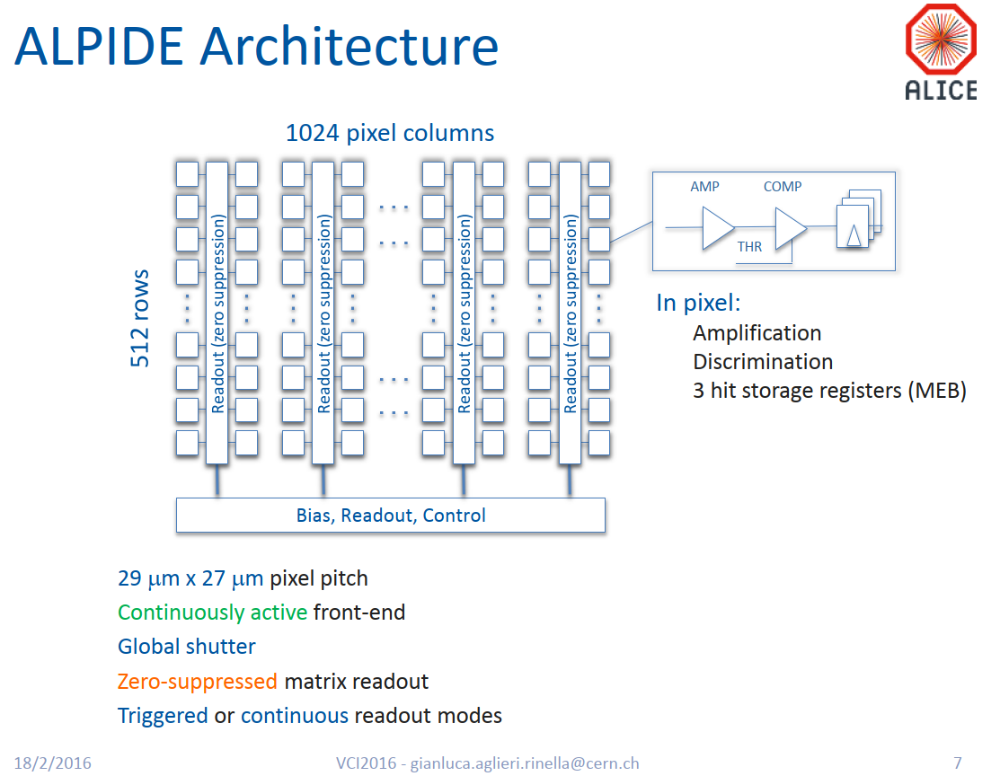 ALPIDE Architecture
ALICE
1024 pixel columns
512 rows
Readout (zero suppression)
Readout (zero suppression)
. . .
. . .
Readout (zero suppression)
Readout (zero suppression)
. . .
. . .
AMP
COMP
THR
In pixel:
Amplification
Discrimination
3 hit storage registers (MEB)
Bias, Readout, Control
29 μm x 27 μm pixel pitch
Continuously active front-end
Global shutter
Zero-suppressed matrix readout
Triggered or continuous readout modes
18/2/2016
VCI2016 - gianluca.aglieri.rinella@cern.ch
7